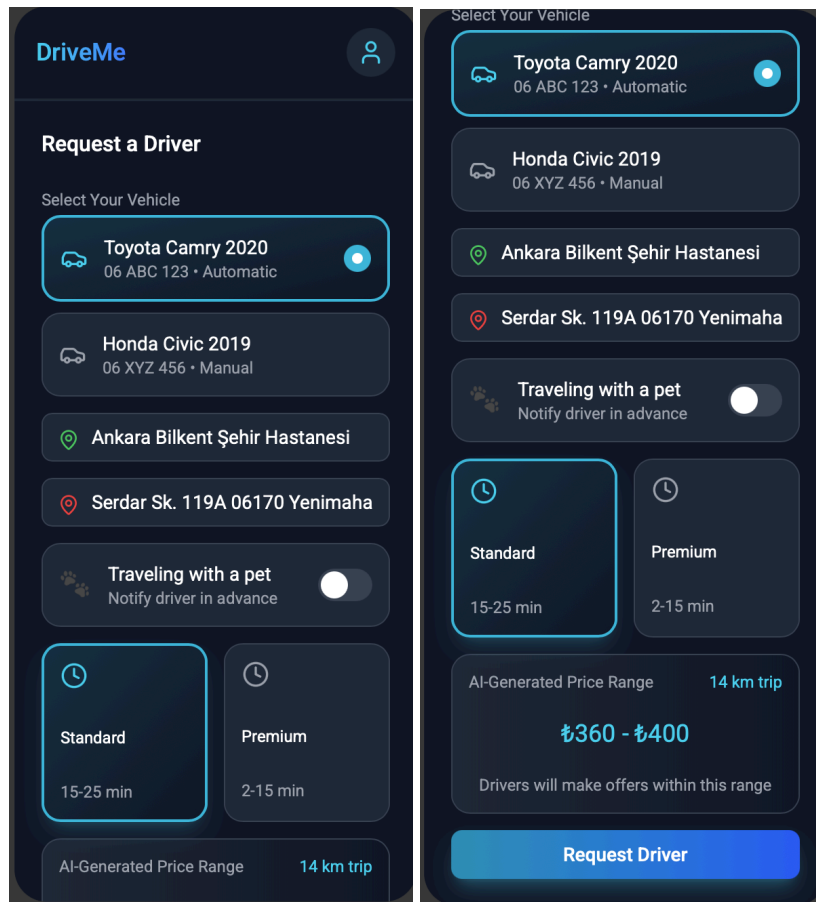 DriveMe
Request a Driver
Select Your Vehicle
Toyota Camry 2020
06 ABC 123 • Automatic
Honda Civic 2019
06 XYZ 456 • Manual
Ankara Bilkent Şehir Hastanesi
Serdar Sk. 119A 06170 Yenimaha
Traveling with a pet
Notify driver in advance
Standard
15-25 min
Premium
2-15 min
AI-Generated Price Range
14 km trip
Select Your Vehicle
Toyota Camry 2020
06 ABC 123 • Automatic
Honda Civic 2019
06 XYZ 456 • Manual
Ankara Bilkent Şehir Hastanesi
Serdar Sk. 119A 06170 Yenimaha
Traveling with a pet
Notify driver in advance
Standard
15-25 min
Premium
2-15 min
AI-Generated Price Range
14 km trip
₺360 - ₺400
Drivers will make offers within this range
Request Driver